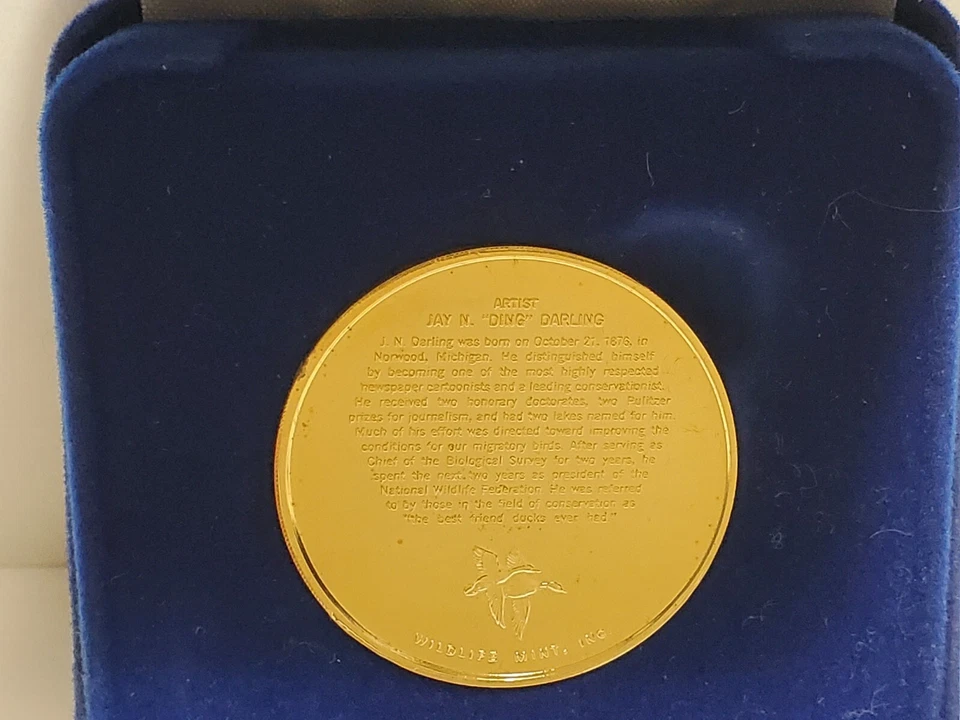 ARTIST
JAY N. "DING" DARLING
J. N. Darling was born on October 21, 1876, in
Norwood, Michigan. He distinguished himself
by becoming one of the most highly respected
newspaper cartoonists and a leading conservationist.
He received two honorary doctorates, two Pulitzer
prizes for journalism, and had two lakes named for him.
Much of his effort was directed toward improving the
conditions for our migratory birds. After serving as
Chief of the Biological Survey for two years, he
spent the next two years as president of the
National Wildlife Federation. He was referred
to by those in the field of conservation as
"the best friend ducks ever had."
WILDLIFE MINT, INC